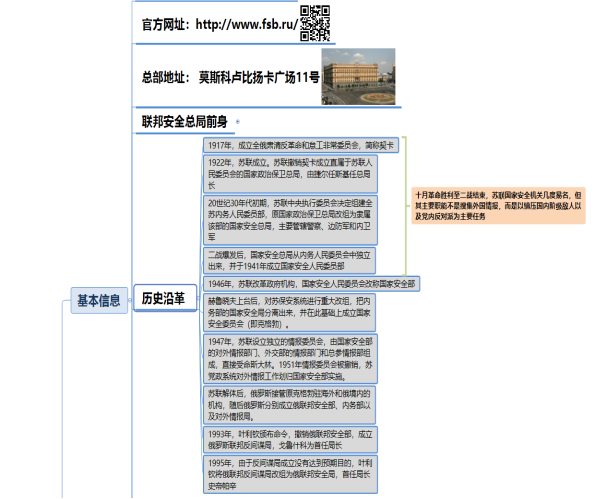 官方网址：http://www.fsb.ru/
总部地址： 莫斯科卢比扬卡广场11号
联邦安全总局前身
1917年，成立全俄肃清反革命和怠工非常委员会，简称契卡
1922年，苏联成立。苏联撤销契卡成立直属于苏联人
民委员会的国家政治保卫总局，由捷尔任斯基任总局
长
20世纪30年代初期，苏联中央执行委员会决定组建全
苏内务人民委员部，原国家政治保卫总局改组为隶属
该部的国家安全总局，主要管辖警察、边防军和内卫
军
二战爆发后，国家安全总局从内务人民委员会中独立
出来，并于1941年成立国家安全人民委员部
十月革命胜利至二战结束，苏联国家安全机关几度易名，但
其主要职能不是搜集外国情报，而是以镇压国内阶级敌人以
及党内反对派为主要任务
1946年，苏联改革政府机构，国家安全人民委员会改称国家安全部
基本信息
历史沿革
赫鲁晓夫上台后，对苏保安系统进行重大改组，把内
务部的国家安全局分离出来，并在此基础上成立国家
安全委员会（即克格勃）。
1947年，苏联设立独立的情报委员会，由国家安全部
的对外情报部门、外交部的情报部门和总参情报部组
成，直接受命斯大林。1951年情报委员会被撤销，苏
党政系统对外情报工作划归国家安全部实施。
苏联解体后，俄罗斯接管原克格勃驻海外和俄境内的
机构，随后俄罗斯分别成立俄联邦安全部、内务部以
及对外情报局。
1993年，叶利钦颁布命令，撤销俄联邦安全部，成立
俄罗斯联邦反间谍局，戈鲁什科为首任局长
1995年，由于反间谍局成立没有达到预期目的，叶利
钦将俄联邦反间谍局改组为俄联邦安全局，首任局长
史帝帕辛